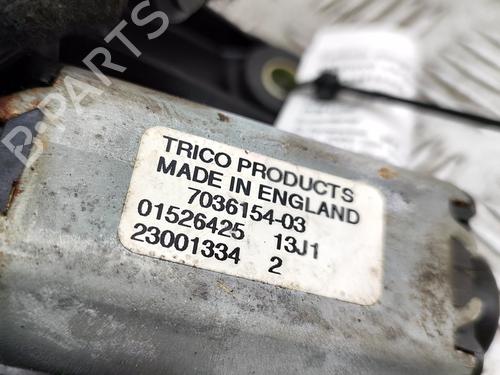 B-PARTS
TRICO PRODUCTS
MADE IN ENGLAND
7036154-03
01526425 13J1
23001334 2